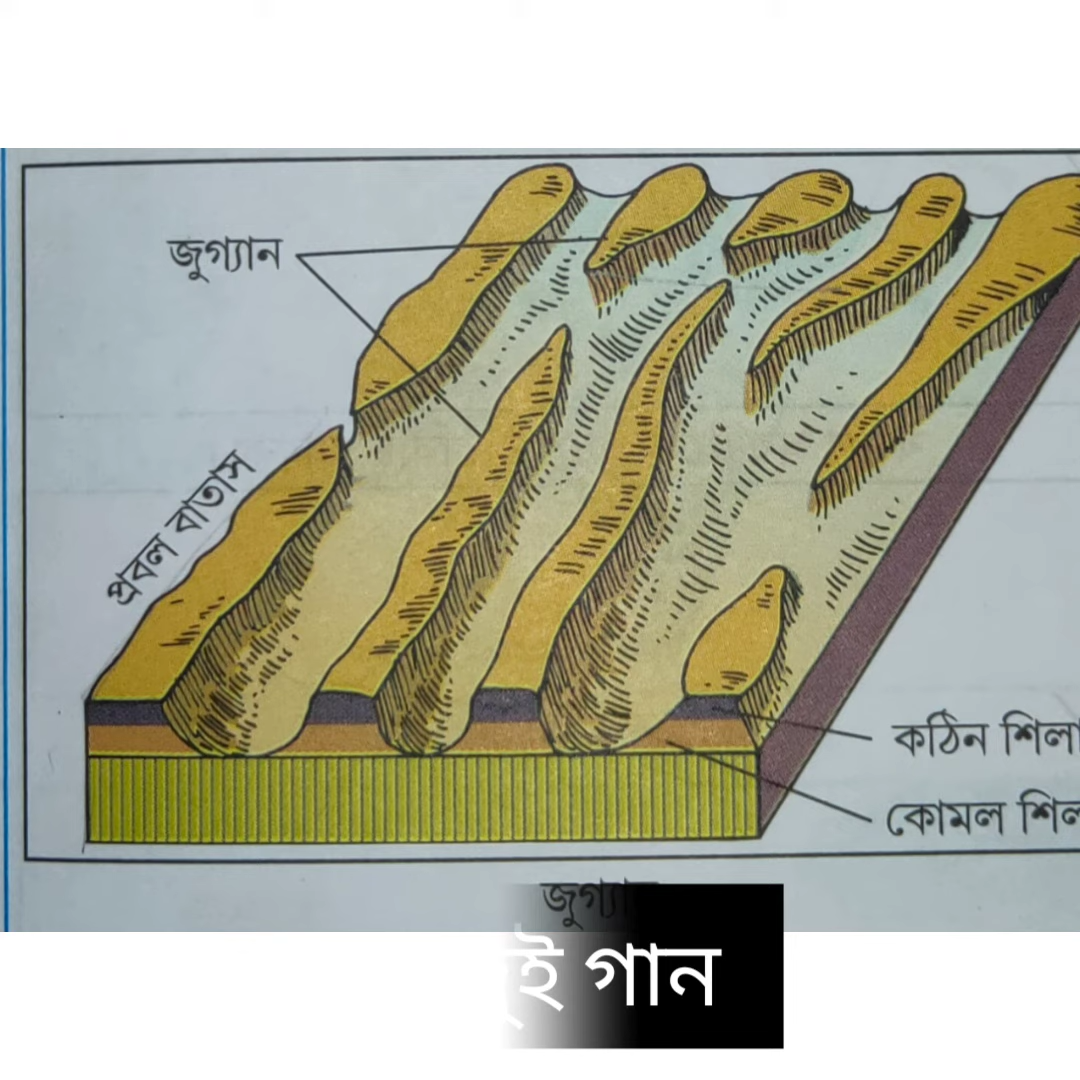 জুগ্যান
প্রবল বাতাস
কঠিন শিলা
কোমল
গান